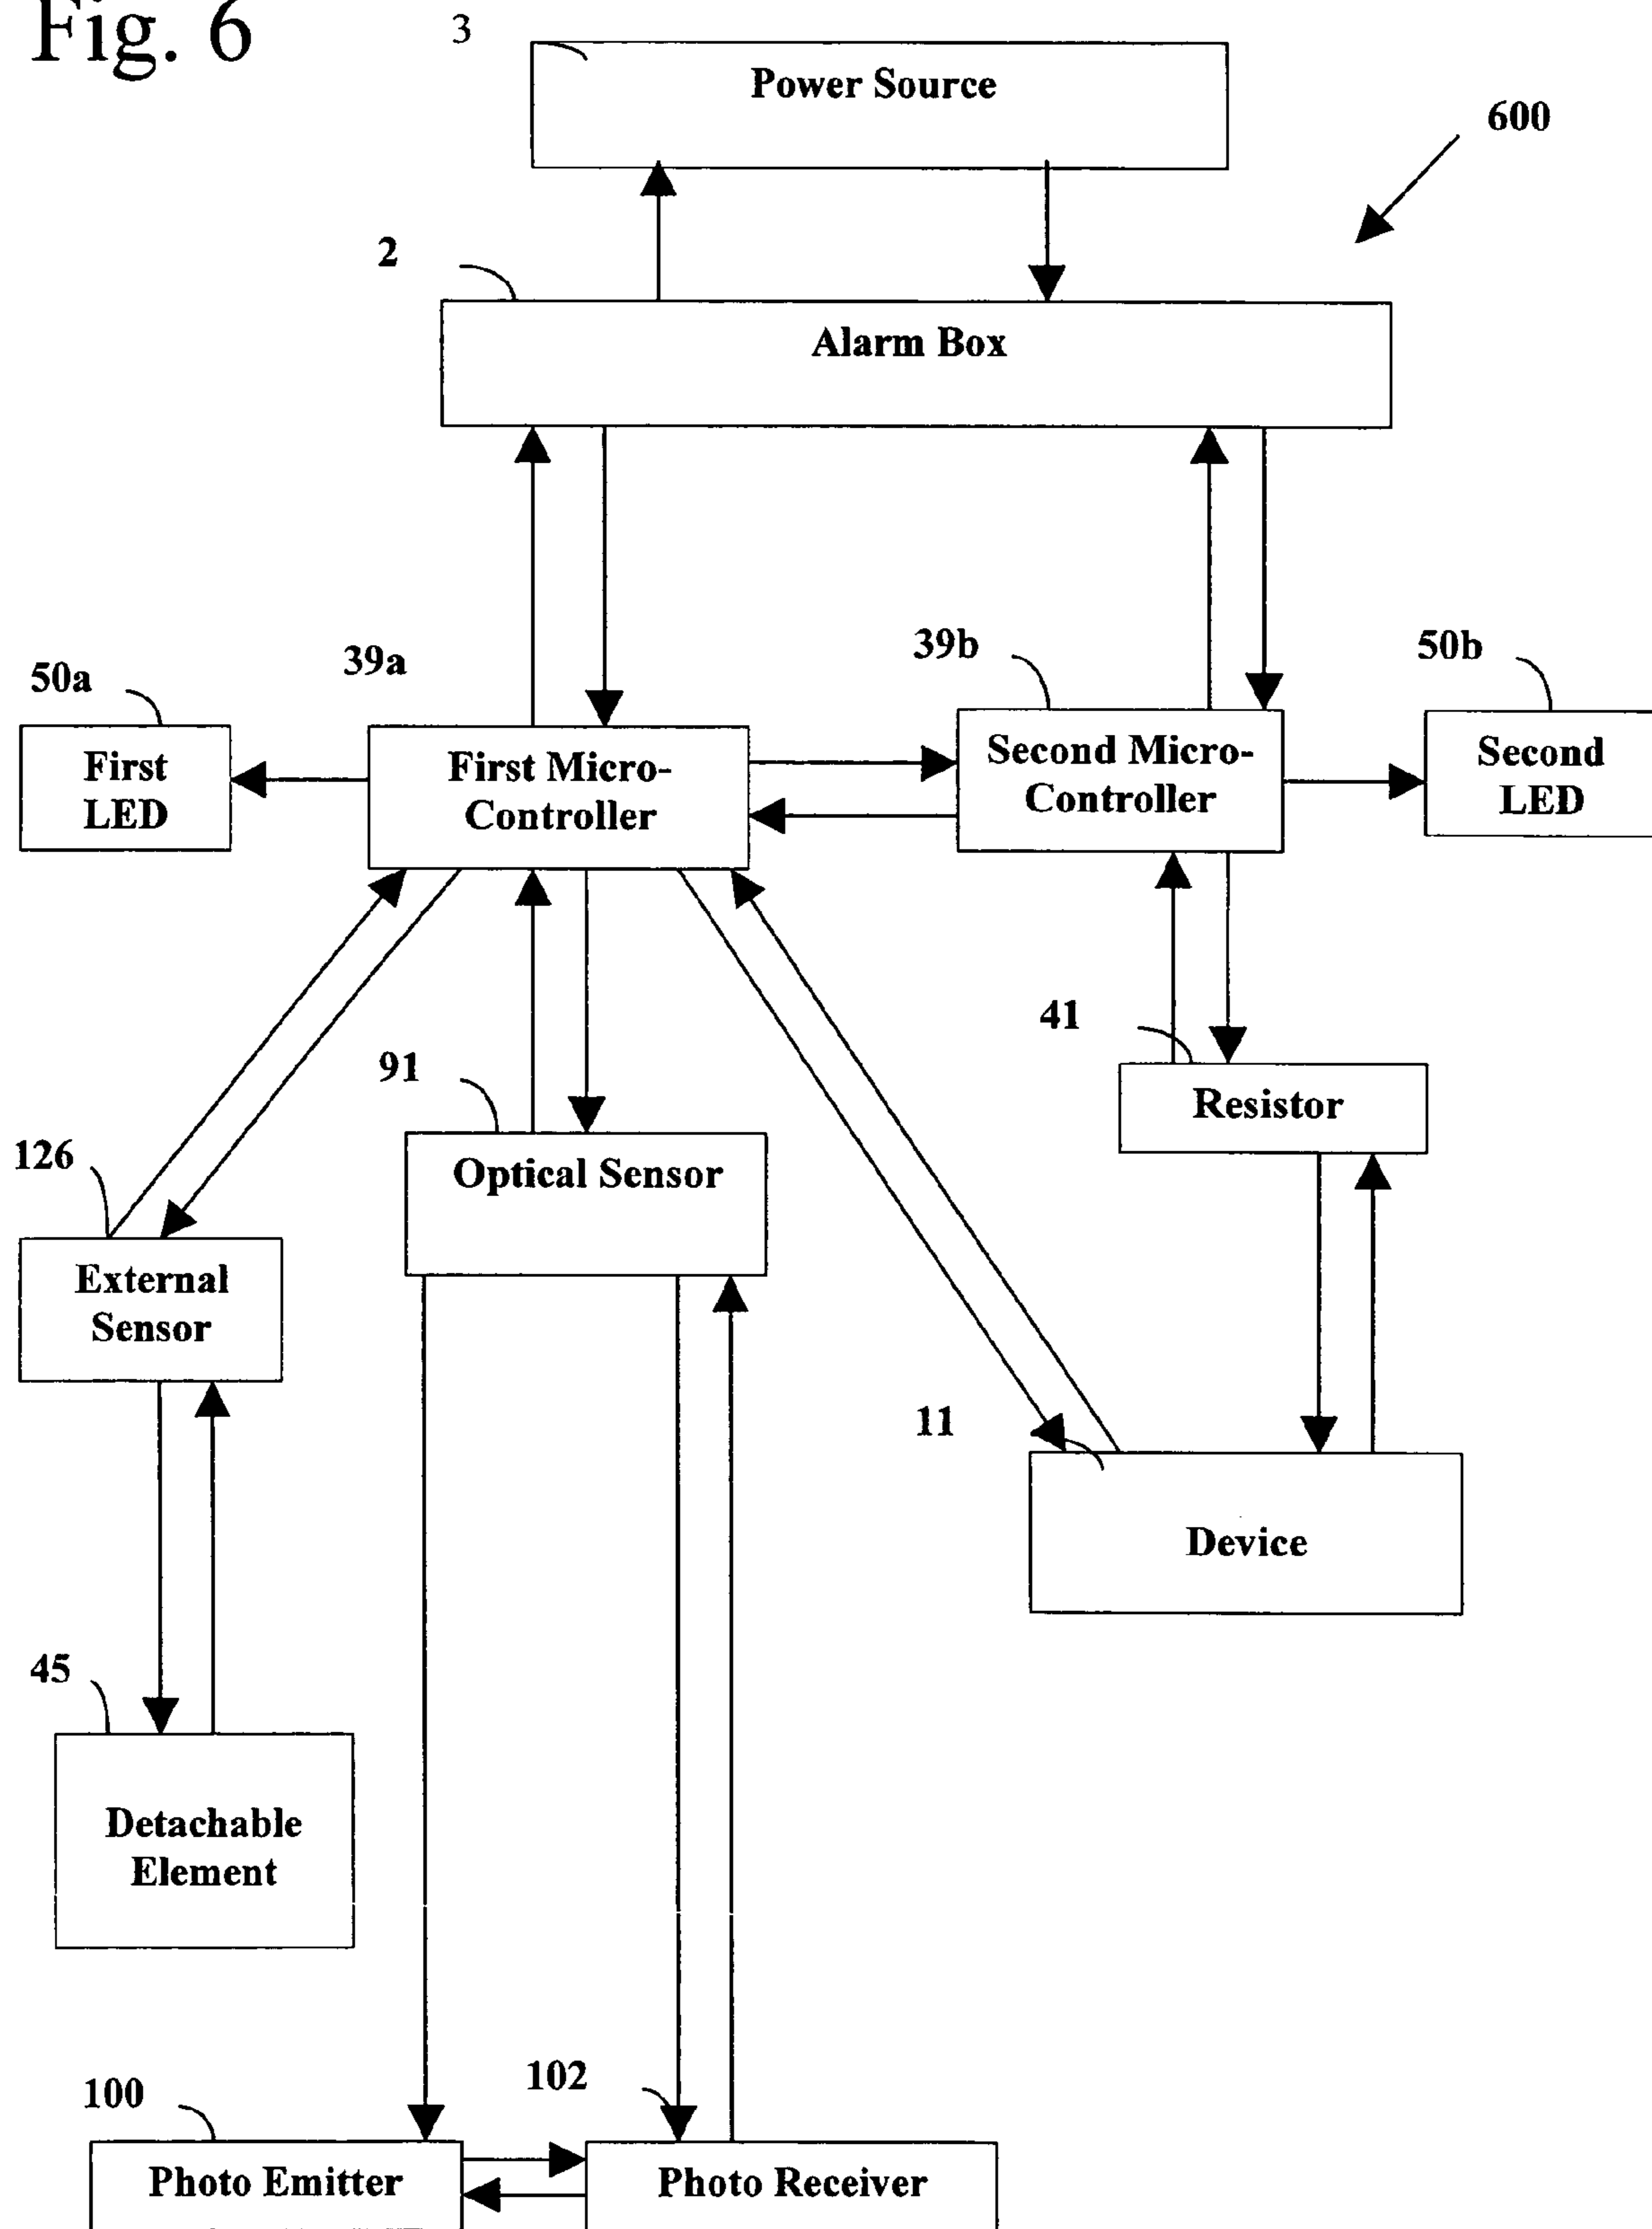 Fig. 6
3
Power Source
600
2
Alarm Box
50a
39a
39b
50b
First
LED
First Micro-
Controller
Second Micro-
Controller
Second
LED
41
Resistor
91
Optical Sensor
126
External
Sensor
11
Device
45
Detachable
Element
100
102
Photo Emitter
Photo Receiver